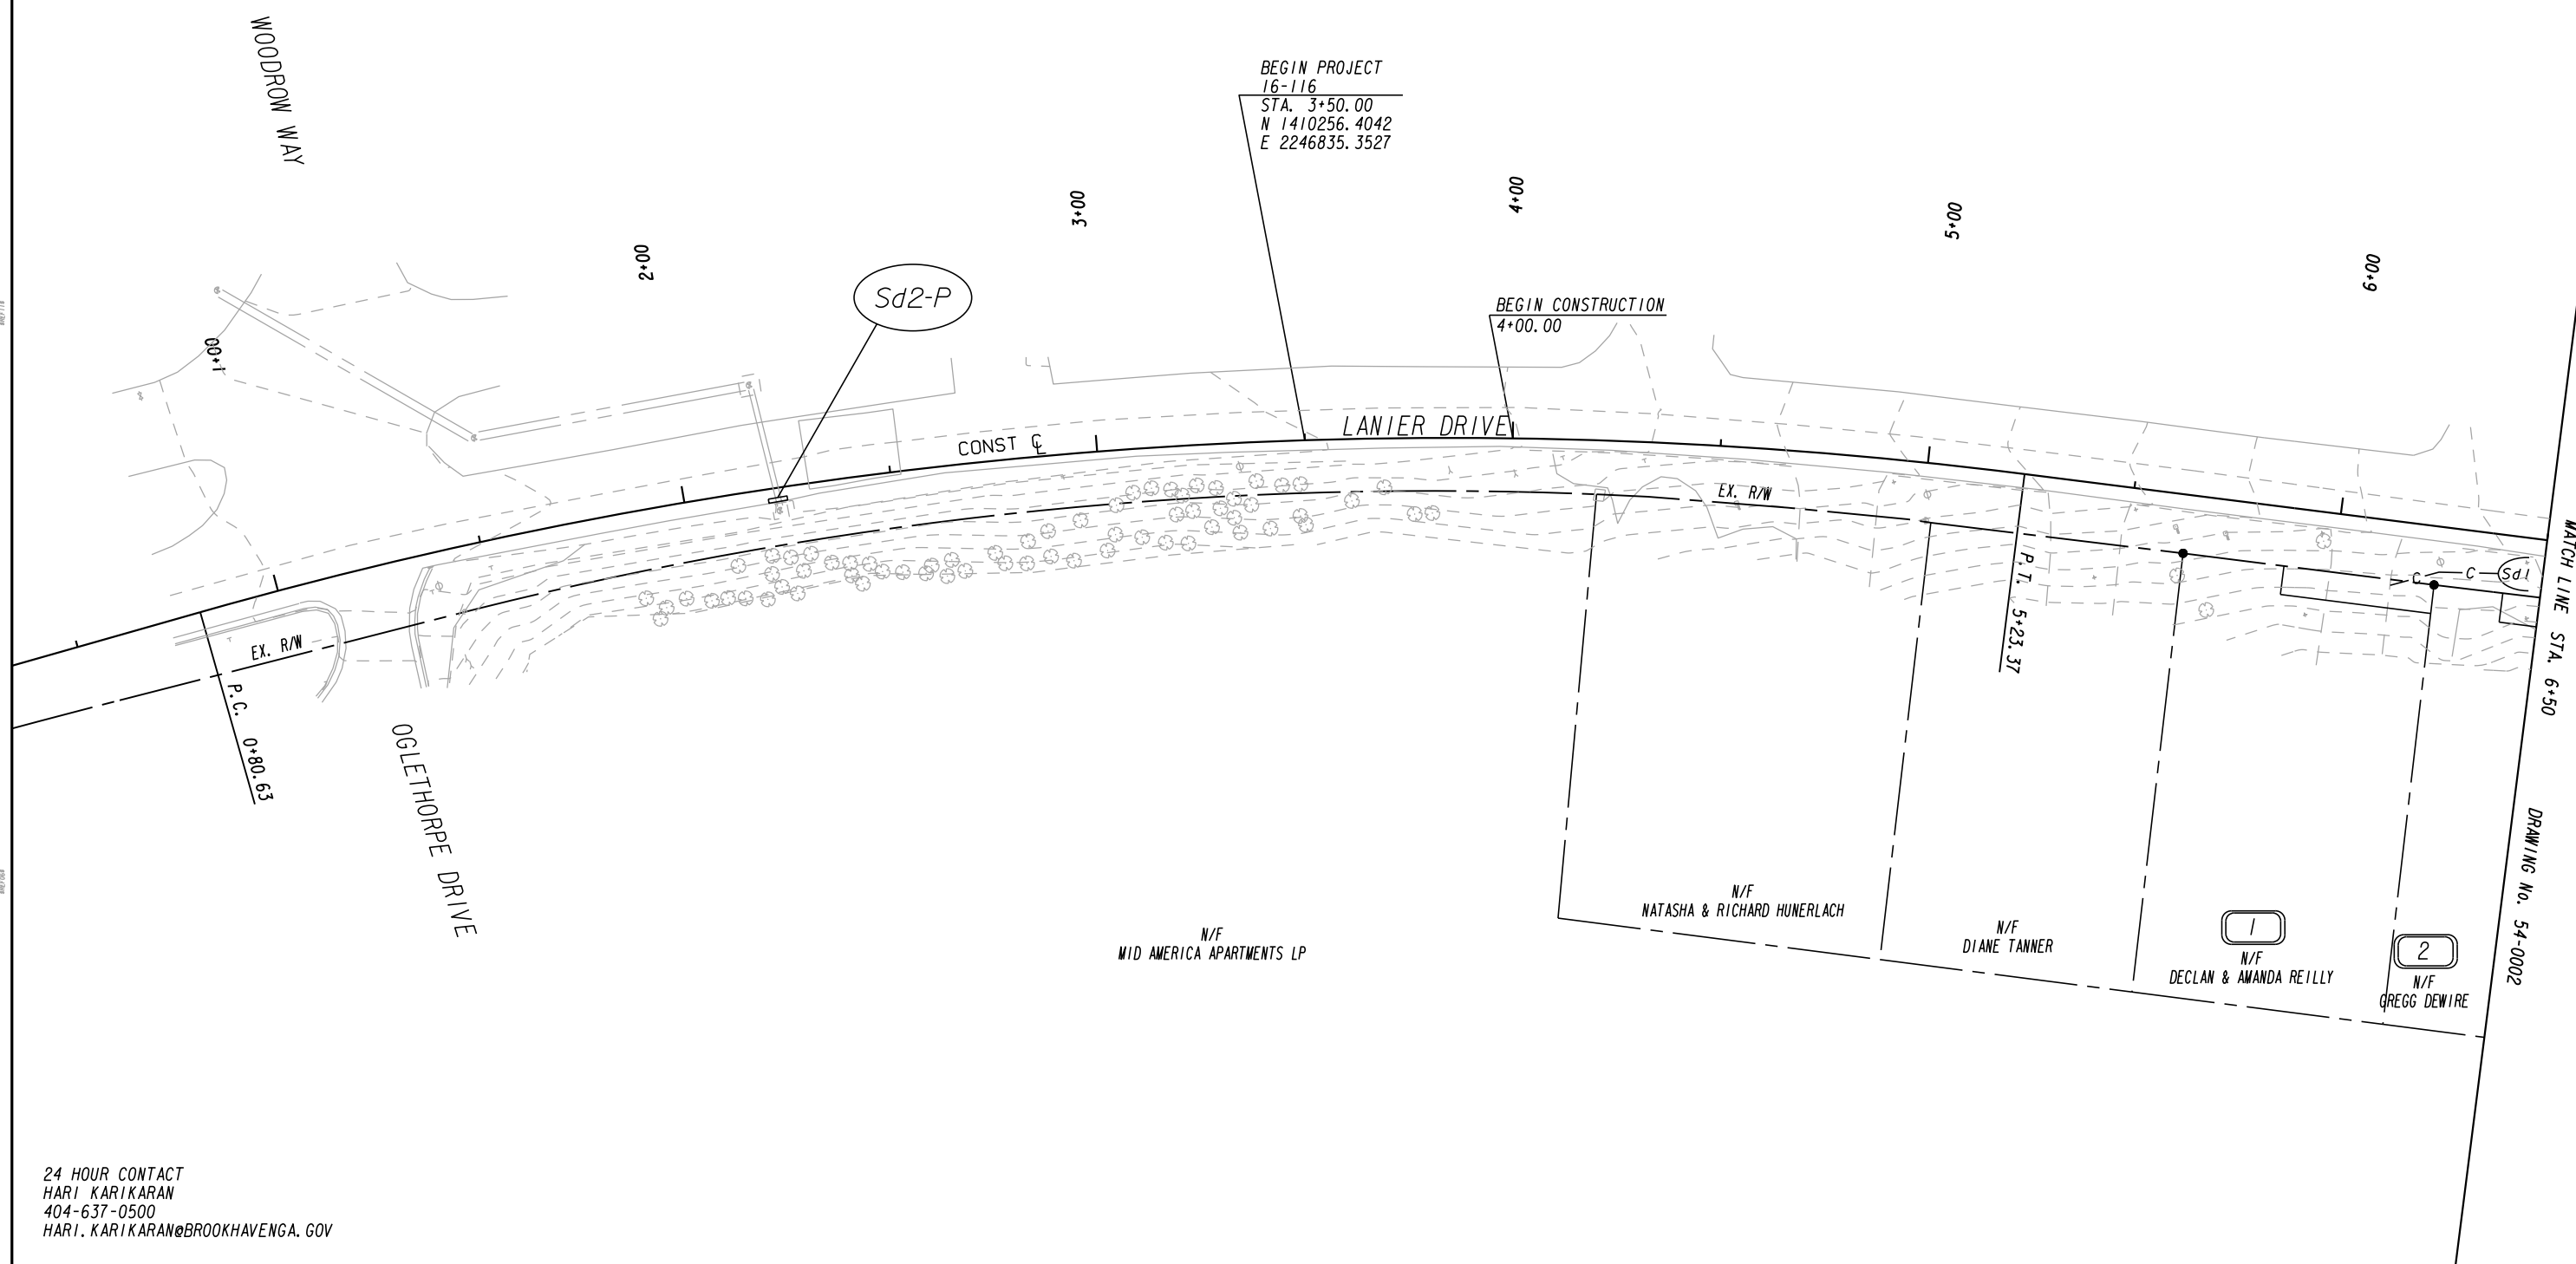 WOODROW WAY
BEGIN PROJECT
16-116
STA. 3+50.00
N 1410256.4042
E 2246835.3527
1+00
2+00
3+00
4+00
5+00
6+00
Sd2-P
BEGIN CONSTRUCTION
4+00.00
CONST ℄
LANIER DRIVE
EX. R/W
EX. R/W
P.C. 0+80.63
P.T. 5+23.37
C
C
Sd1
MATCH LINE STA. 6+50
DRAWING No. 54-0002
OGLETHORPE DRIVE
N/F
MID AMERICA APARTMENTS LP
N/F
NATASHA & RICHARD HUNERLACH
N/F
DIANE TANNER
1
N/F
DECLAN & AMANDA REILLY
2
N/F
GREGG DEWIRE
24 HOUR CONTACT
HARI KARIKARAN
404-637-0500
HARI.KARIKARAN@BROOKHAVENGA.GOV